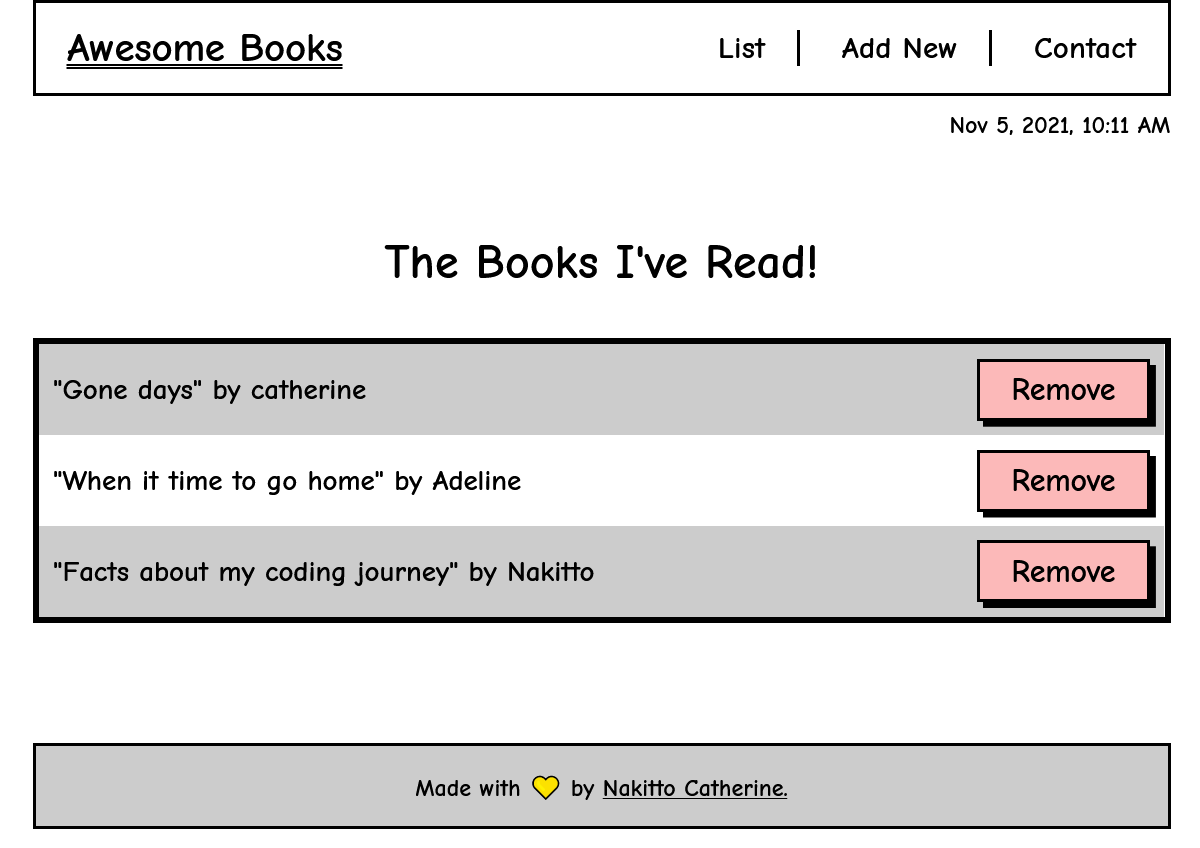 Awesome Books List Add New Contact
Nov 5, 2021, 10:11 AM
The Books I've Read!
"Gone days" by catherine Remove
"When it time to go home" by Adeline Remove
"Facts about my coding journey" by Nakitto Remove
Made with 💛 by Nakitto Catherine.